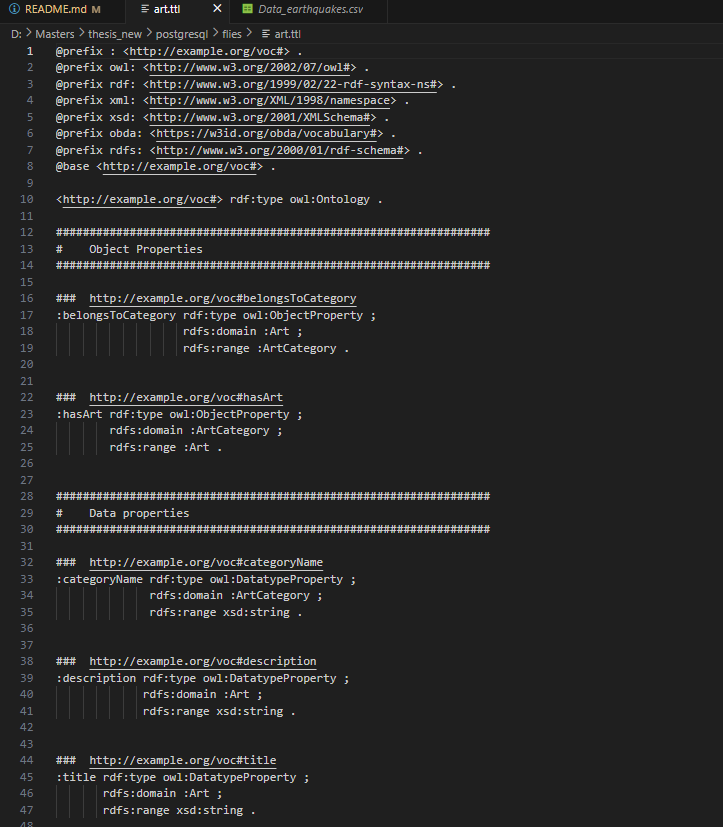 README.md M art.ttl Data_earthquakes.csv
D: > Masters > thesis_new > postgresql > flies > art.ttl
1 @prefix : <http://example.org/voc#> .
2 @prefix owl: <http://www.w3.org/2002/07/owl#> .
3 @prefix rdf: <http://www.w3.org/1999/02/22-rdf-syntax-ns#> .
4 @prefix xml: <http://www.w3.org/XML/1998/namespace> .
5 @prefix xsd: <http://www.w3.org/2001/XMLSchema#> .
6 @prefix obda: <https://w3id.org/obda/vocabulary#> .
7 @prefix rdfs: <http://www.w3.org/2000/01/rdf-schema#> .
8 @base <http://example.org/voc#> .
9
10 <http://example.org/voc#> rdf:type owl:Ontology .
11
12 #################################################################
13 #    Object Properties
14 #################################################################
15
16 ###  http://example.org/voc#belongsToCategory
17 :belongsToCategory rdf:type owl:ObjectProperty ;
18                    rdfs:domain :Art ;
19                    rdfs:range :ArtCategory .
20
21
22 ###  http://example.org/voc#hasArt
23 :hasArt rdf:type owl:ObjectProperty ;
24         rdfs:domain :ArtCategory ;
25         rdfs:range :Art .
26
27
28 #################################################################
29 #    Data properties
30 #################################################################
31
32 ###  http://example.org/voc#categoryName
33 :categoryName rdf:type owl:DatatypeProperty ;
34               rdfs:domain :ArtCategory ;
35               rdfs:range xsd:string .
36
37
38 ###  http://example.org/voc#description
39 :description rdf:type owl:DatatypeProperty ;
40              rdfs:domain :Art ;
41              rdfs:range xsd:string .
42
43
44 ###  http://example.org/voc#title
45 :title rdf:type owl:DatatypeProperty ;
46        rdfs:domain :Art ;
47        rdfs:range xsd:string .
48